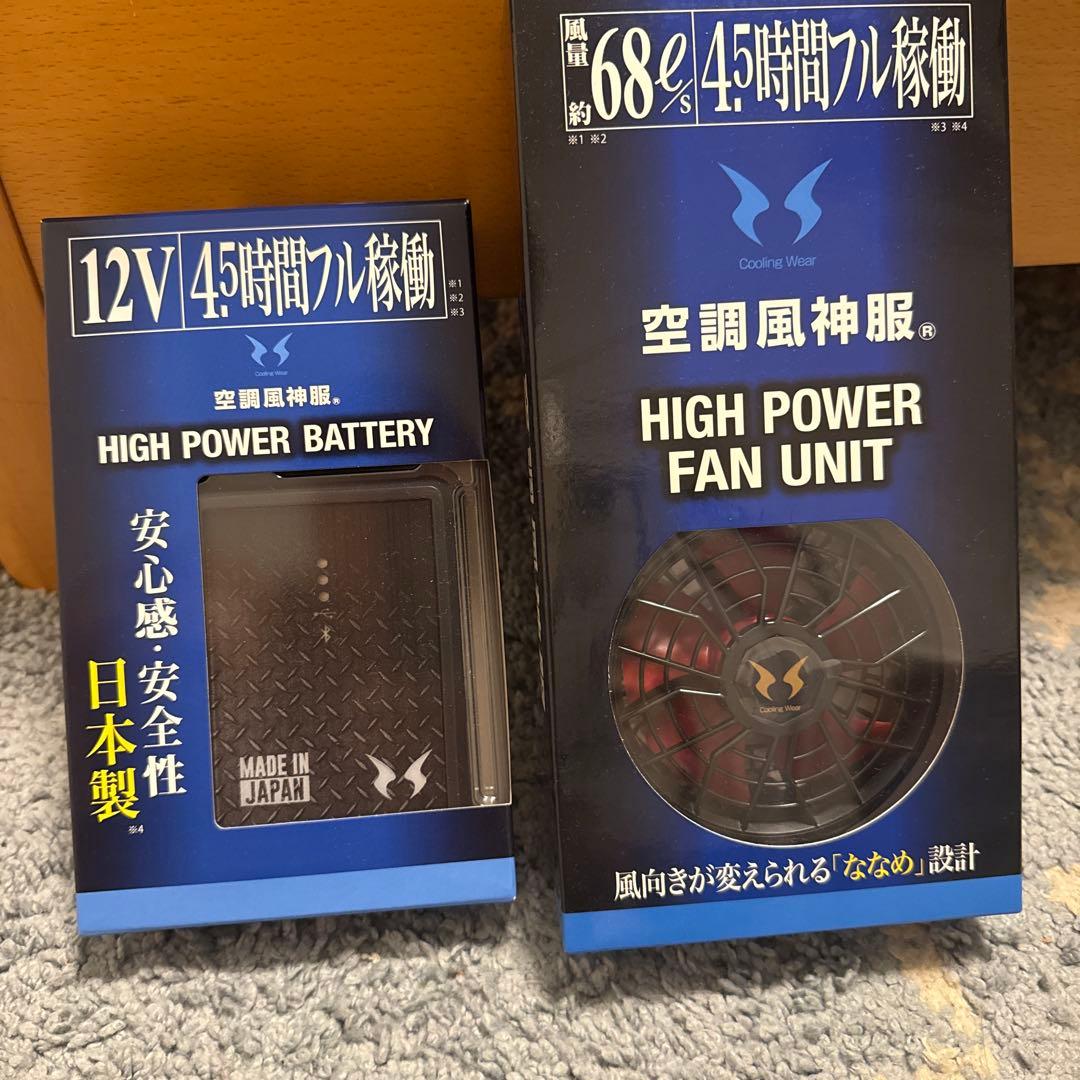 12V 4.5時間フル稼働
※1
※2
※3
Cooling Wear
空調風神服®
HIGH POWER BATTERY
安心感・安全性
日本製
※4
MADE IN
JAPAN
風量 約68ℓ/s 4.5時間フル稼働
※1 ※2
※3 ※4
Cooling Wear
空調風神服®
HIGH POWER
FAN UNIT
Cooling Wear
風向きが変えられる「ななめ」設計